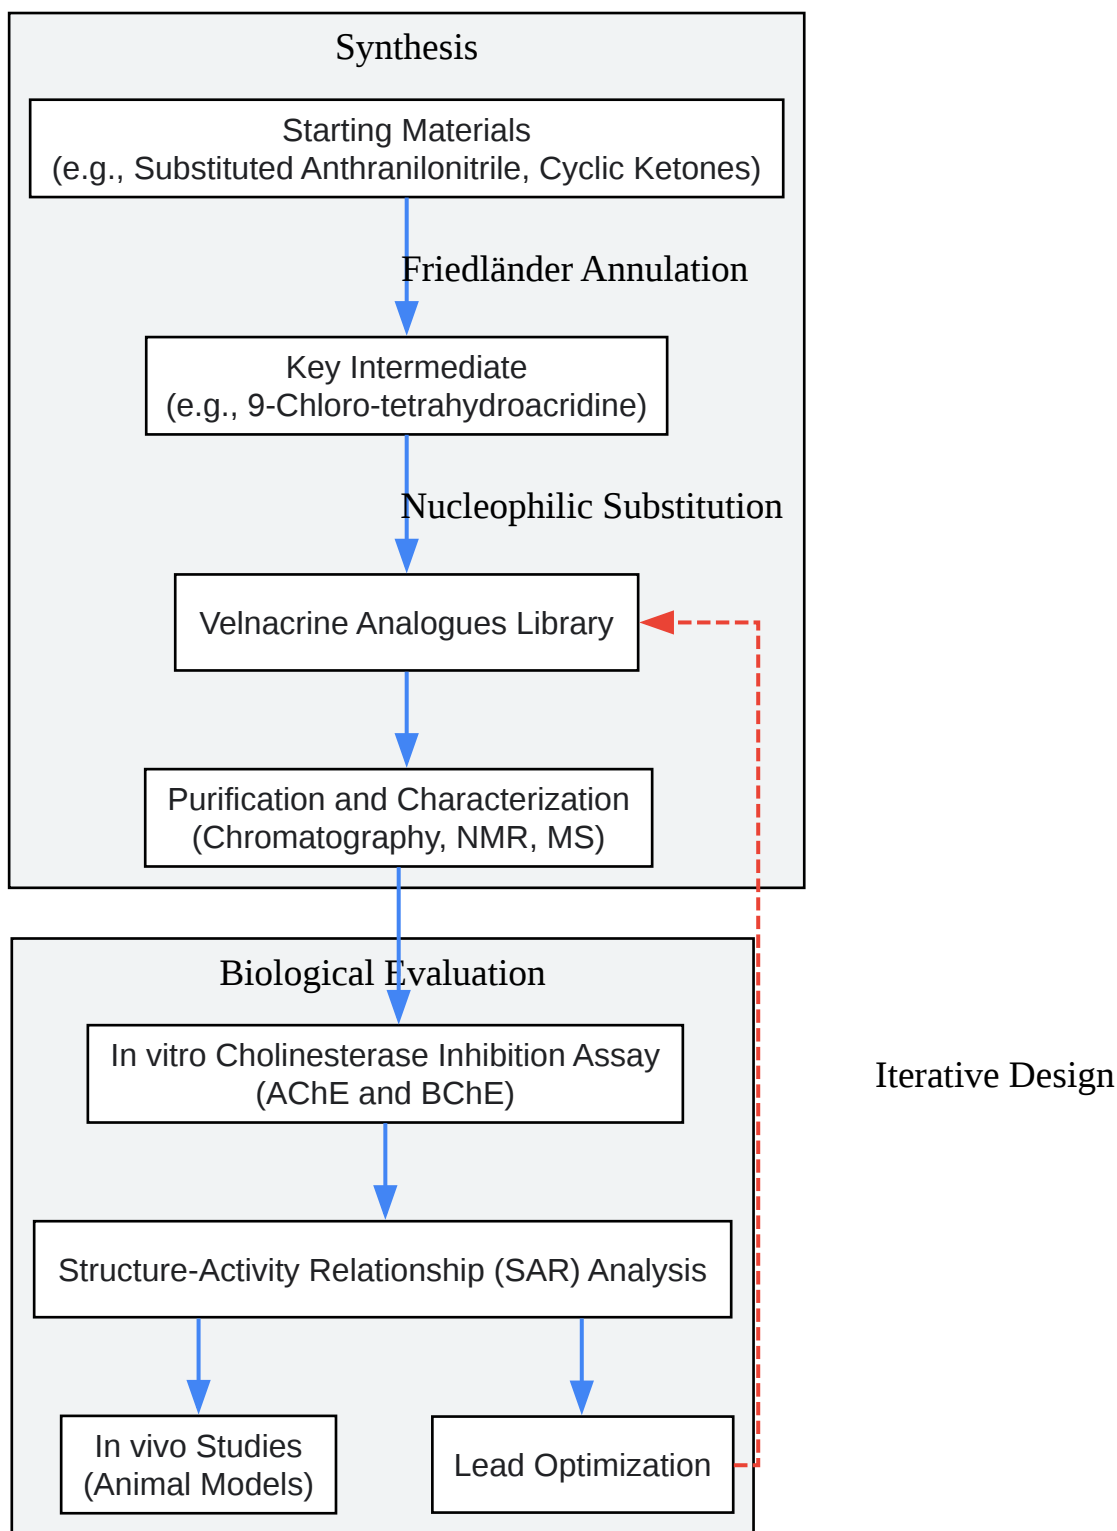 Synthesis
Starting Materials
(e.g., Substituted Anthranilonitrile, Cyclic Ketones)
Friedländer Annulation
Key Intermediate
(e.g., 9-Chloro-tetrahydroacridine)
Nucleophilic Substitution
Velnacrine Analogues Library
Purification and Characterization
(Chromatography, NMR, MS)
Biological Evaluation
In vitro Cholinesterase Inhibition Assay
(AChE and BChE)
Iterative Design
Structure-Activity Relationship (SAR) Analysis
In vivo Studies
(Animal Models)
Lead Optimization